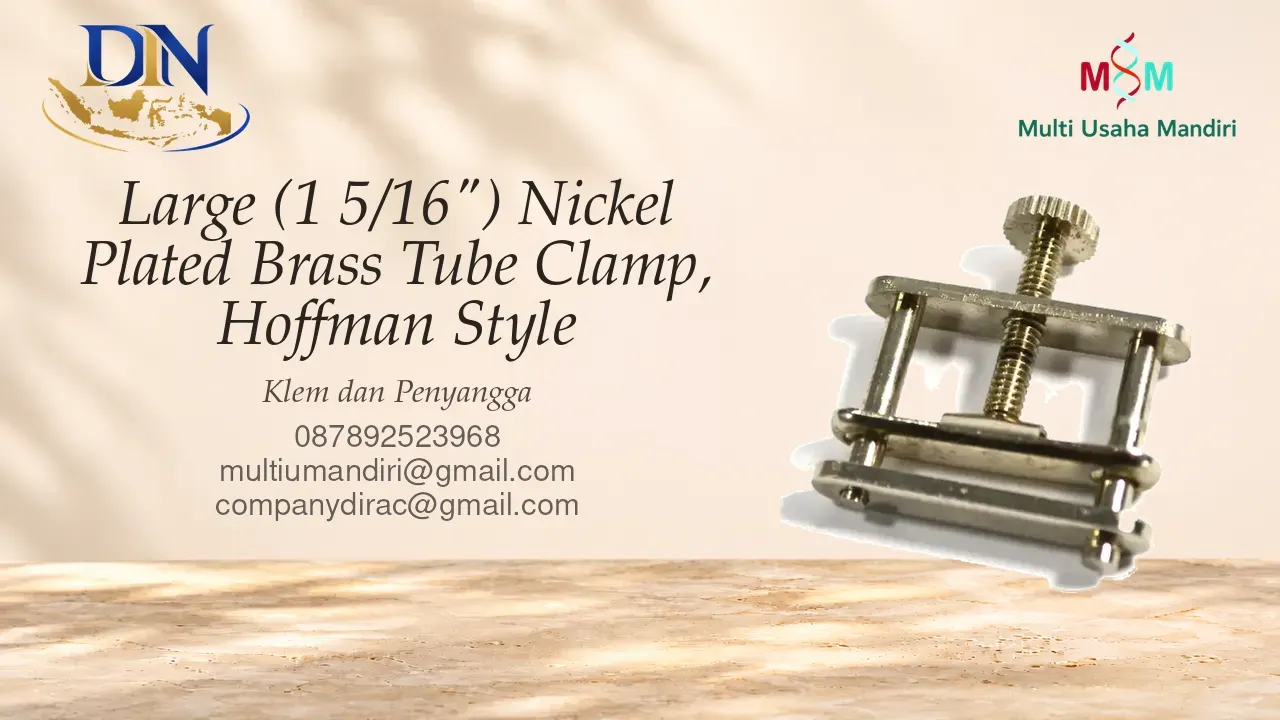 DN
MSM
Multi Usaha Mandiri
Large (1 5/16") Nickel
Plated Brass Tube Clamp,
Hoffman Style
Klem dan Penyangga
087892523968
multiumandiri@gmail.com
companydirac@gmail.com